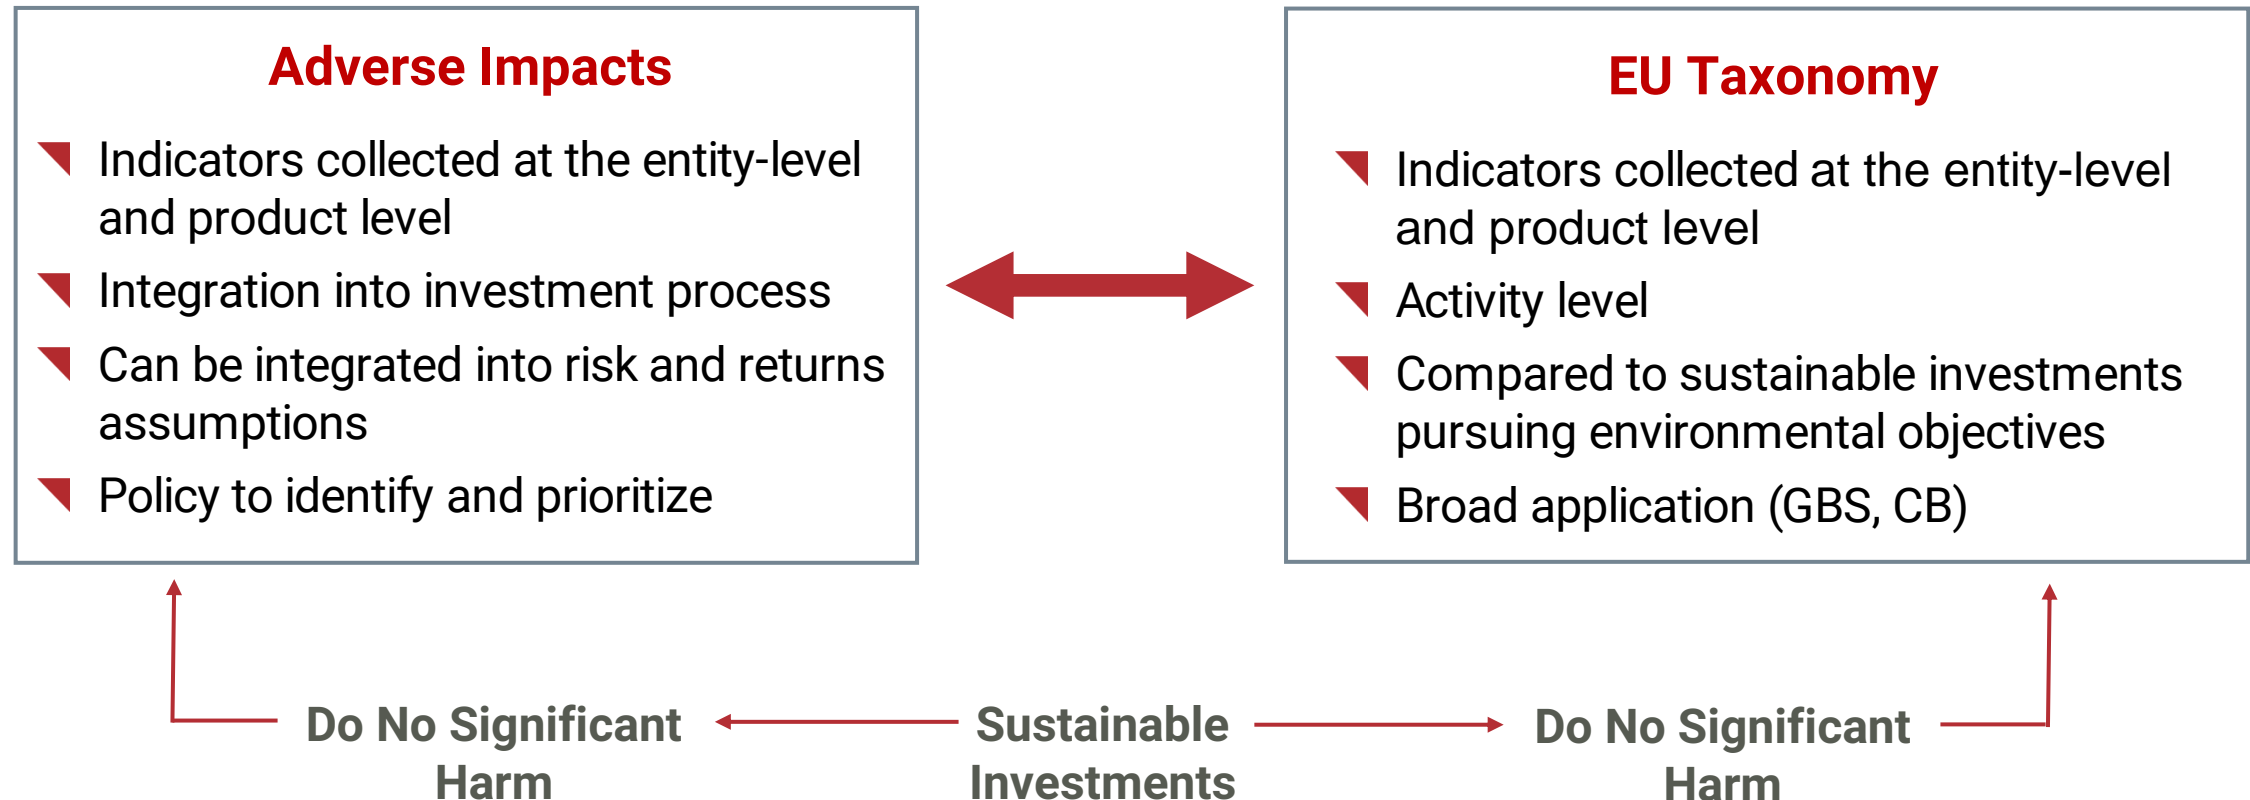 Adverse Impacts
Indicators collected at the entity-level
and product level
Integration into investment process
Can be integrated into risk and returns
assumptions
Policy to identify and prioritize
EU Taxonomy
Indicators collected at the entity-level
and product level
Activity level
Compared to sustainable investments
pursuing environmental objectives
Broad application (GBS, CB)
Do No Significant
Harm
Sustainable
Investments
Do No Significant
Harm